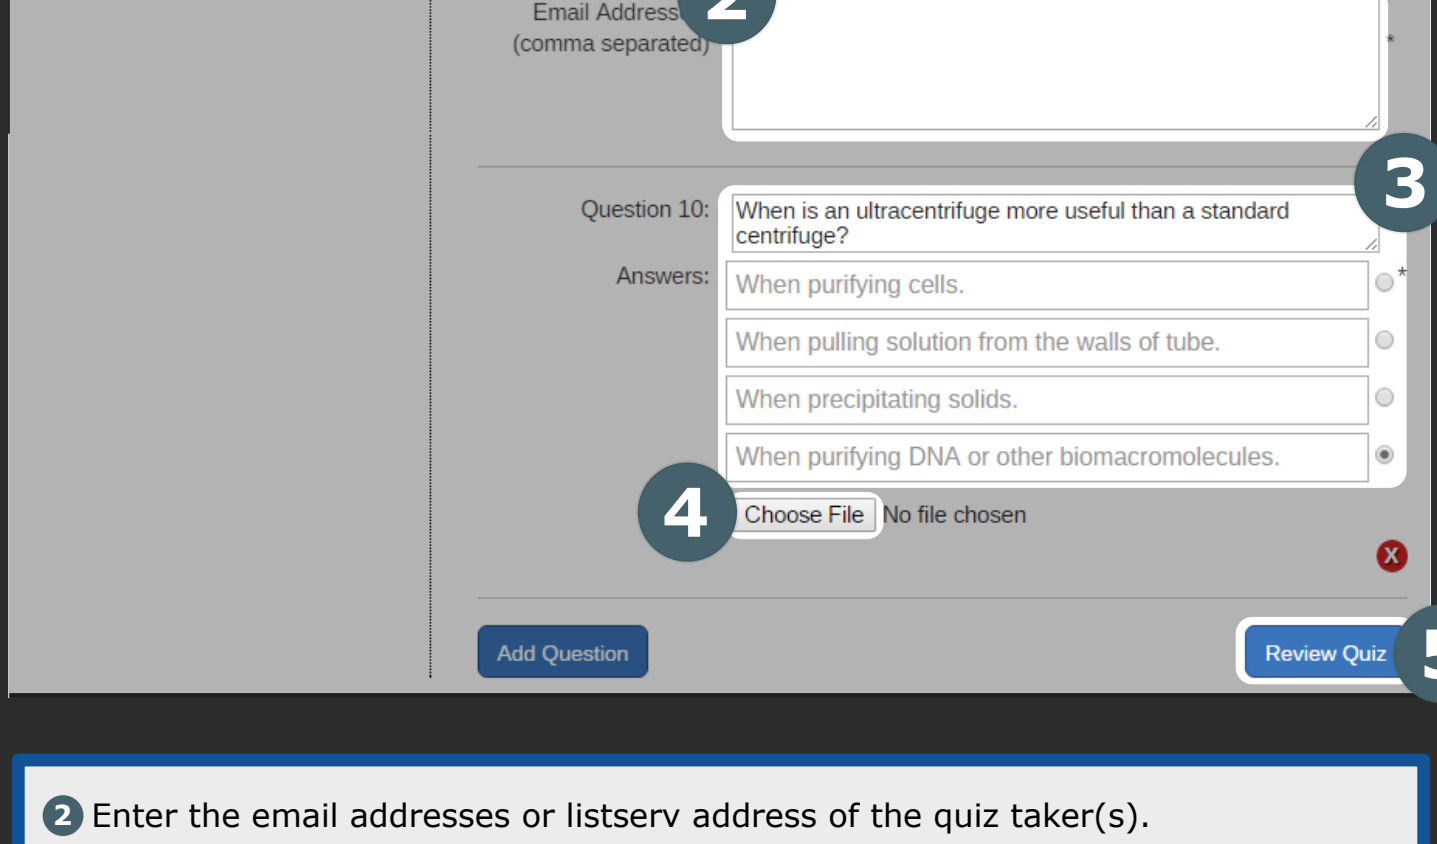 Email Address
2
(comma separated)
*
3
Question 10:
When is an ultracentrifuge more useful than a standard
centrifuge?
Answers:
When purifying cells.
*
When pulling solution from the walls of tube.
When precipitating solids.
When purifying DNA or other biomacromolecules.
4
Choose File No file chosen
X
Add Question
Review Quiz
5
2 Enter the email addresses or listserv address of the quiz taker(s).